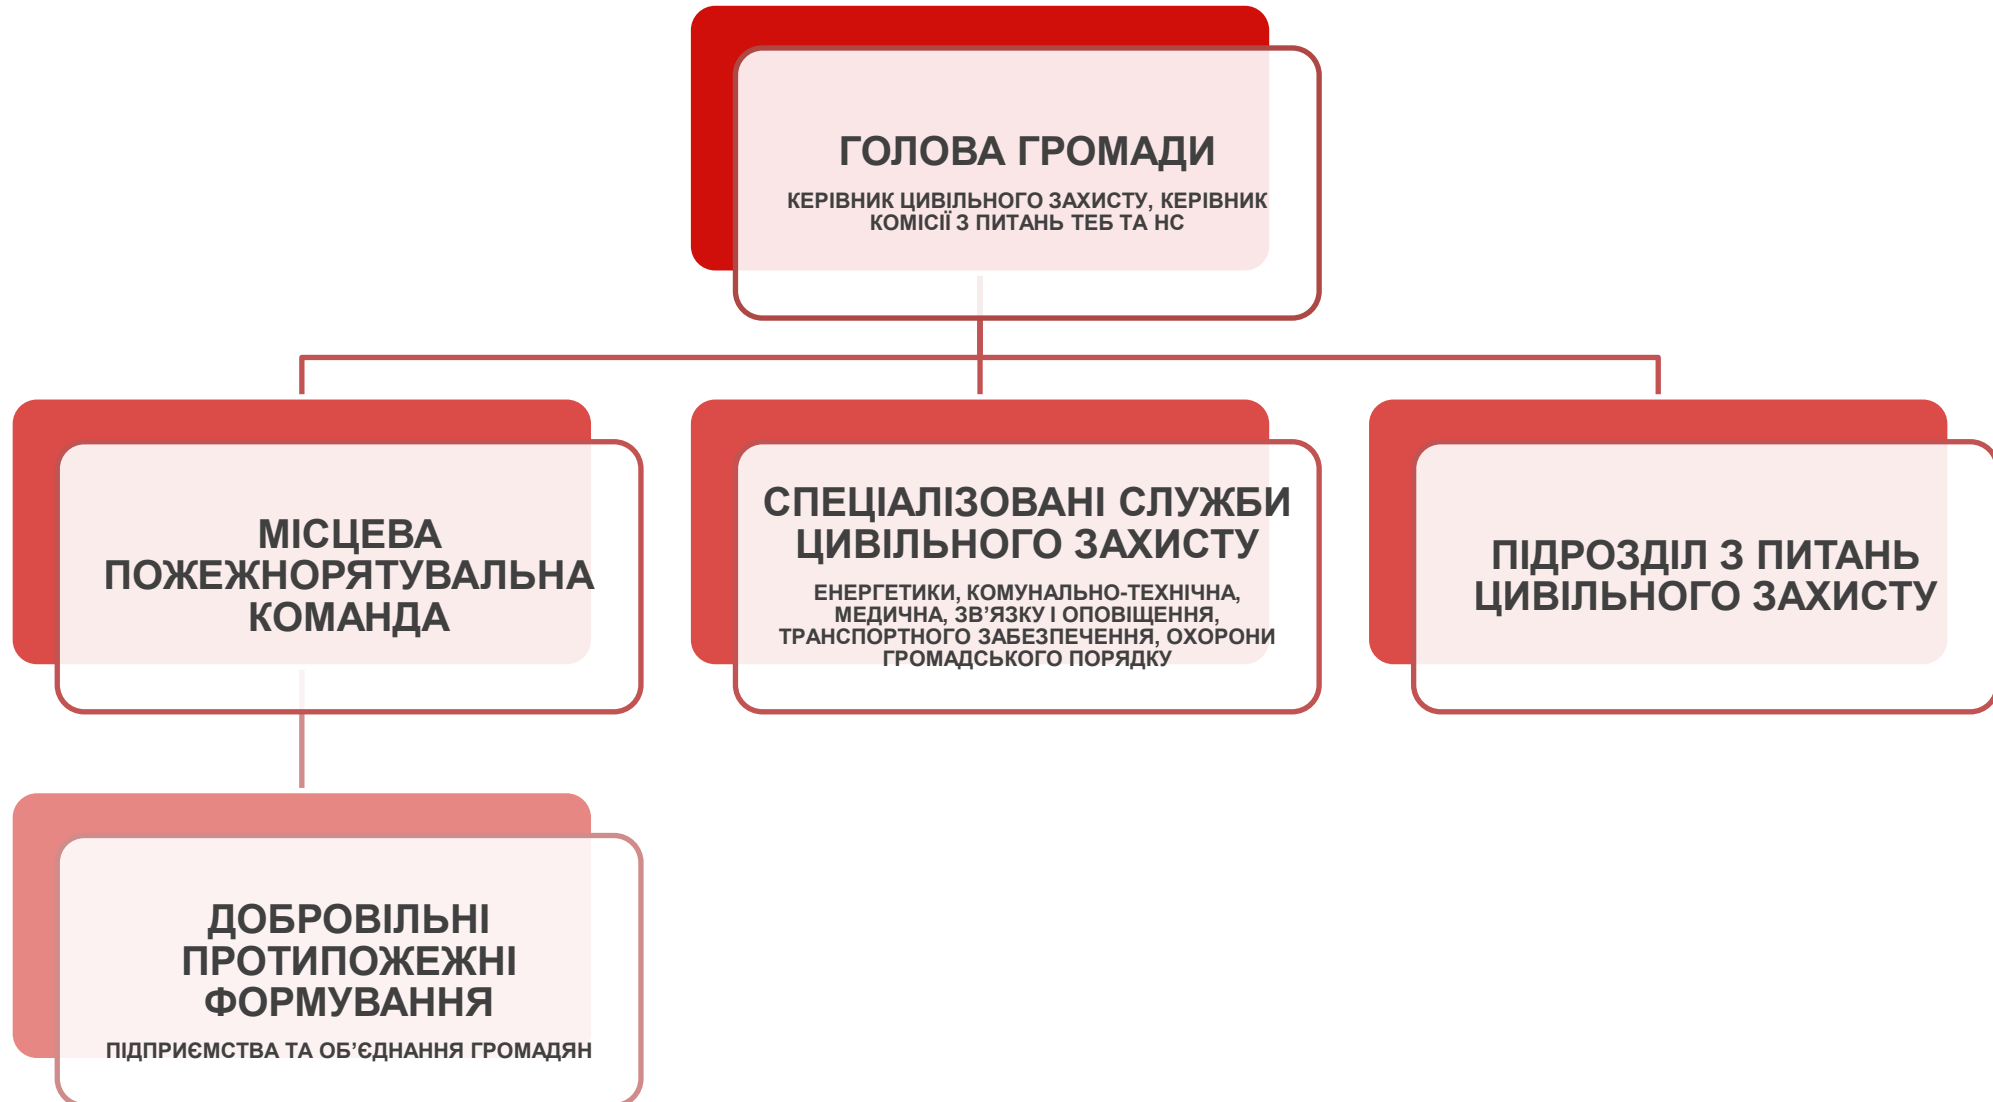 ГОЛОВА ГРОМАДИ
КЕРІВНИК ЦИВІЛЬНОГО ЗАХИСТУ, КЕРІВНИК
КОМІСІЇ З ПИТАНЬ ТЕБ ТА НС
МІСЦЕВА
ПОЖЕЖНОРЯТУВАЛЬНА
КОМАНДА
СПЕЦІАЛІЗОВАНІ СЛУЖБИ
ЦИВІЛЬНОГО ЗАХИСТУ
ЕНЕРГЕТИКИ, КОМУНАЛЬНО-ТЕХНІЧНА,
МЕДИЧНА, ЗВ’ЯЗКУ І ОПОВІЩЕННЯ,
ТРАНСПОРТНОГО ЗАБЕЗПЕЧЕННЯ, ОХОРОНИ
ГРОМАДСЬКОГО ПОРЯДКУ
ПІДРОЗДІЛ З ПИТАНЬ
ЦИВІЛЬНОГО ЗАХИСТУ
ДОБРОВІЛЬНІ
ПРОТИПОЖЕЖНІ
ФОРМУВАННЯ
ПІДПРИЄМСТВА ТА ОБ’ЄДНАННЯ ГРОМАДЯН